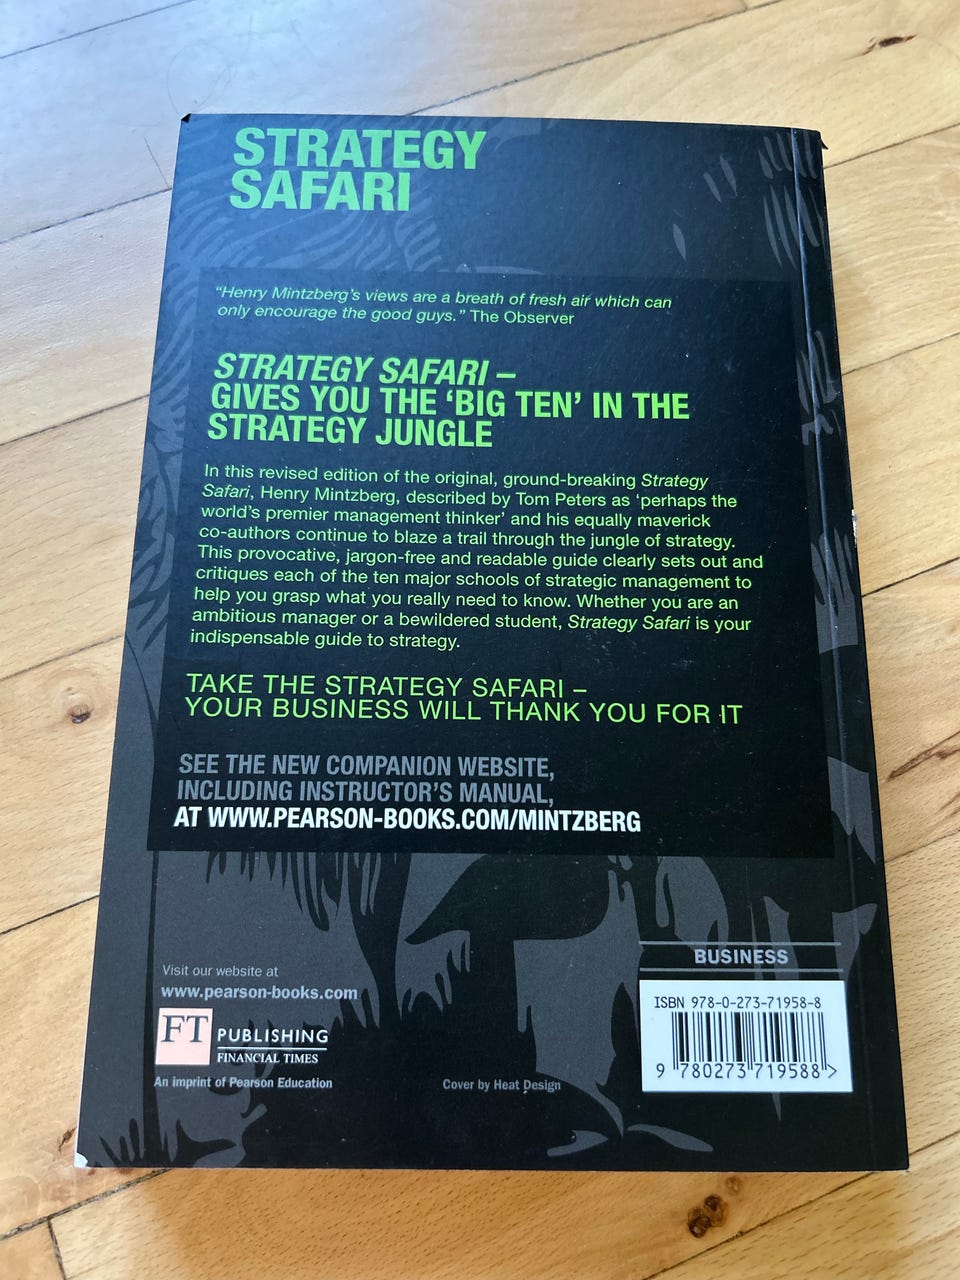 STRATEGY
SAFARI
"Henry Mintzberg's views are a breath of fresh air which can
only encourage the good guys." The Observer
STRATEGY SAFARI –
GIVES YOU THE ‘BIG TEN’ IN THE
STRATEGY JUNGLE
In this revised edition of the original, ground-breaking Strategy
Safari, Henry Mintzberg, described by Tom Peters as ‘perhaps the
world’s premier management thinker’ and his equally maverick
co-authors continue to blaze a trail through the jungle of strategy.
This provocative, jargon-free and readable guide clearly sets out and
critiques each of the ten major schools of strategic management to
help you grasp what you really need to know. Whether you are an
ambitious manager or a bewildered student, Strategy Safari is your
indispensable guide to strategy.
TAKE THE STRATEGY SAFARI –
YOUR BUSINESS WILL THANK YOU FOR IT
SEE THE NEW COMPANION WEBSITE,
INCLUDING INSTRUCTOR’S MANUAL,
AT WWW.PEARSON-BOOKS.COM/MINTZBERG
Visit our website at
www.pearson-books.com
FT PUBLISHING
FINANCIAL TIMES
An imprint of Pearson Education
Cover by Heat Design
BUSINESS
ISBN 978-0-273-71958-8
9 780273 719588 >